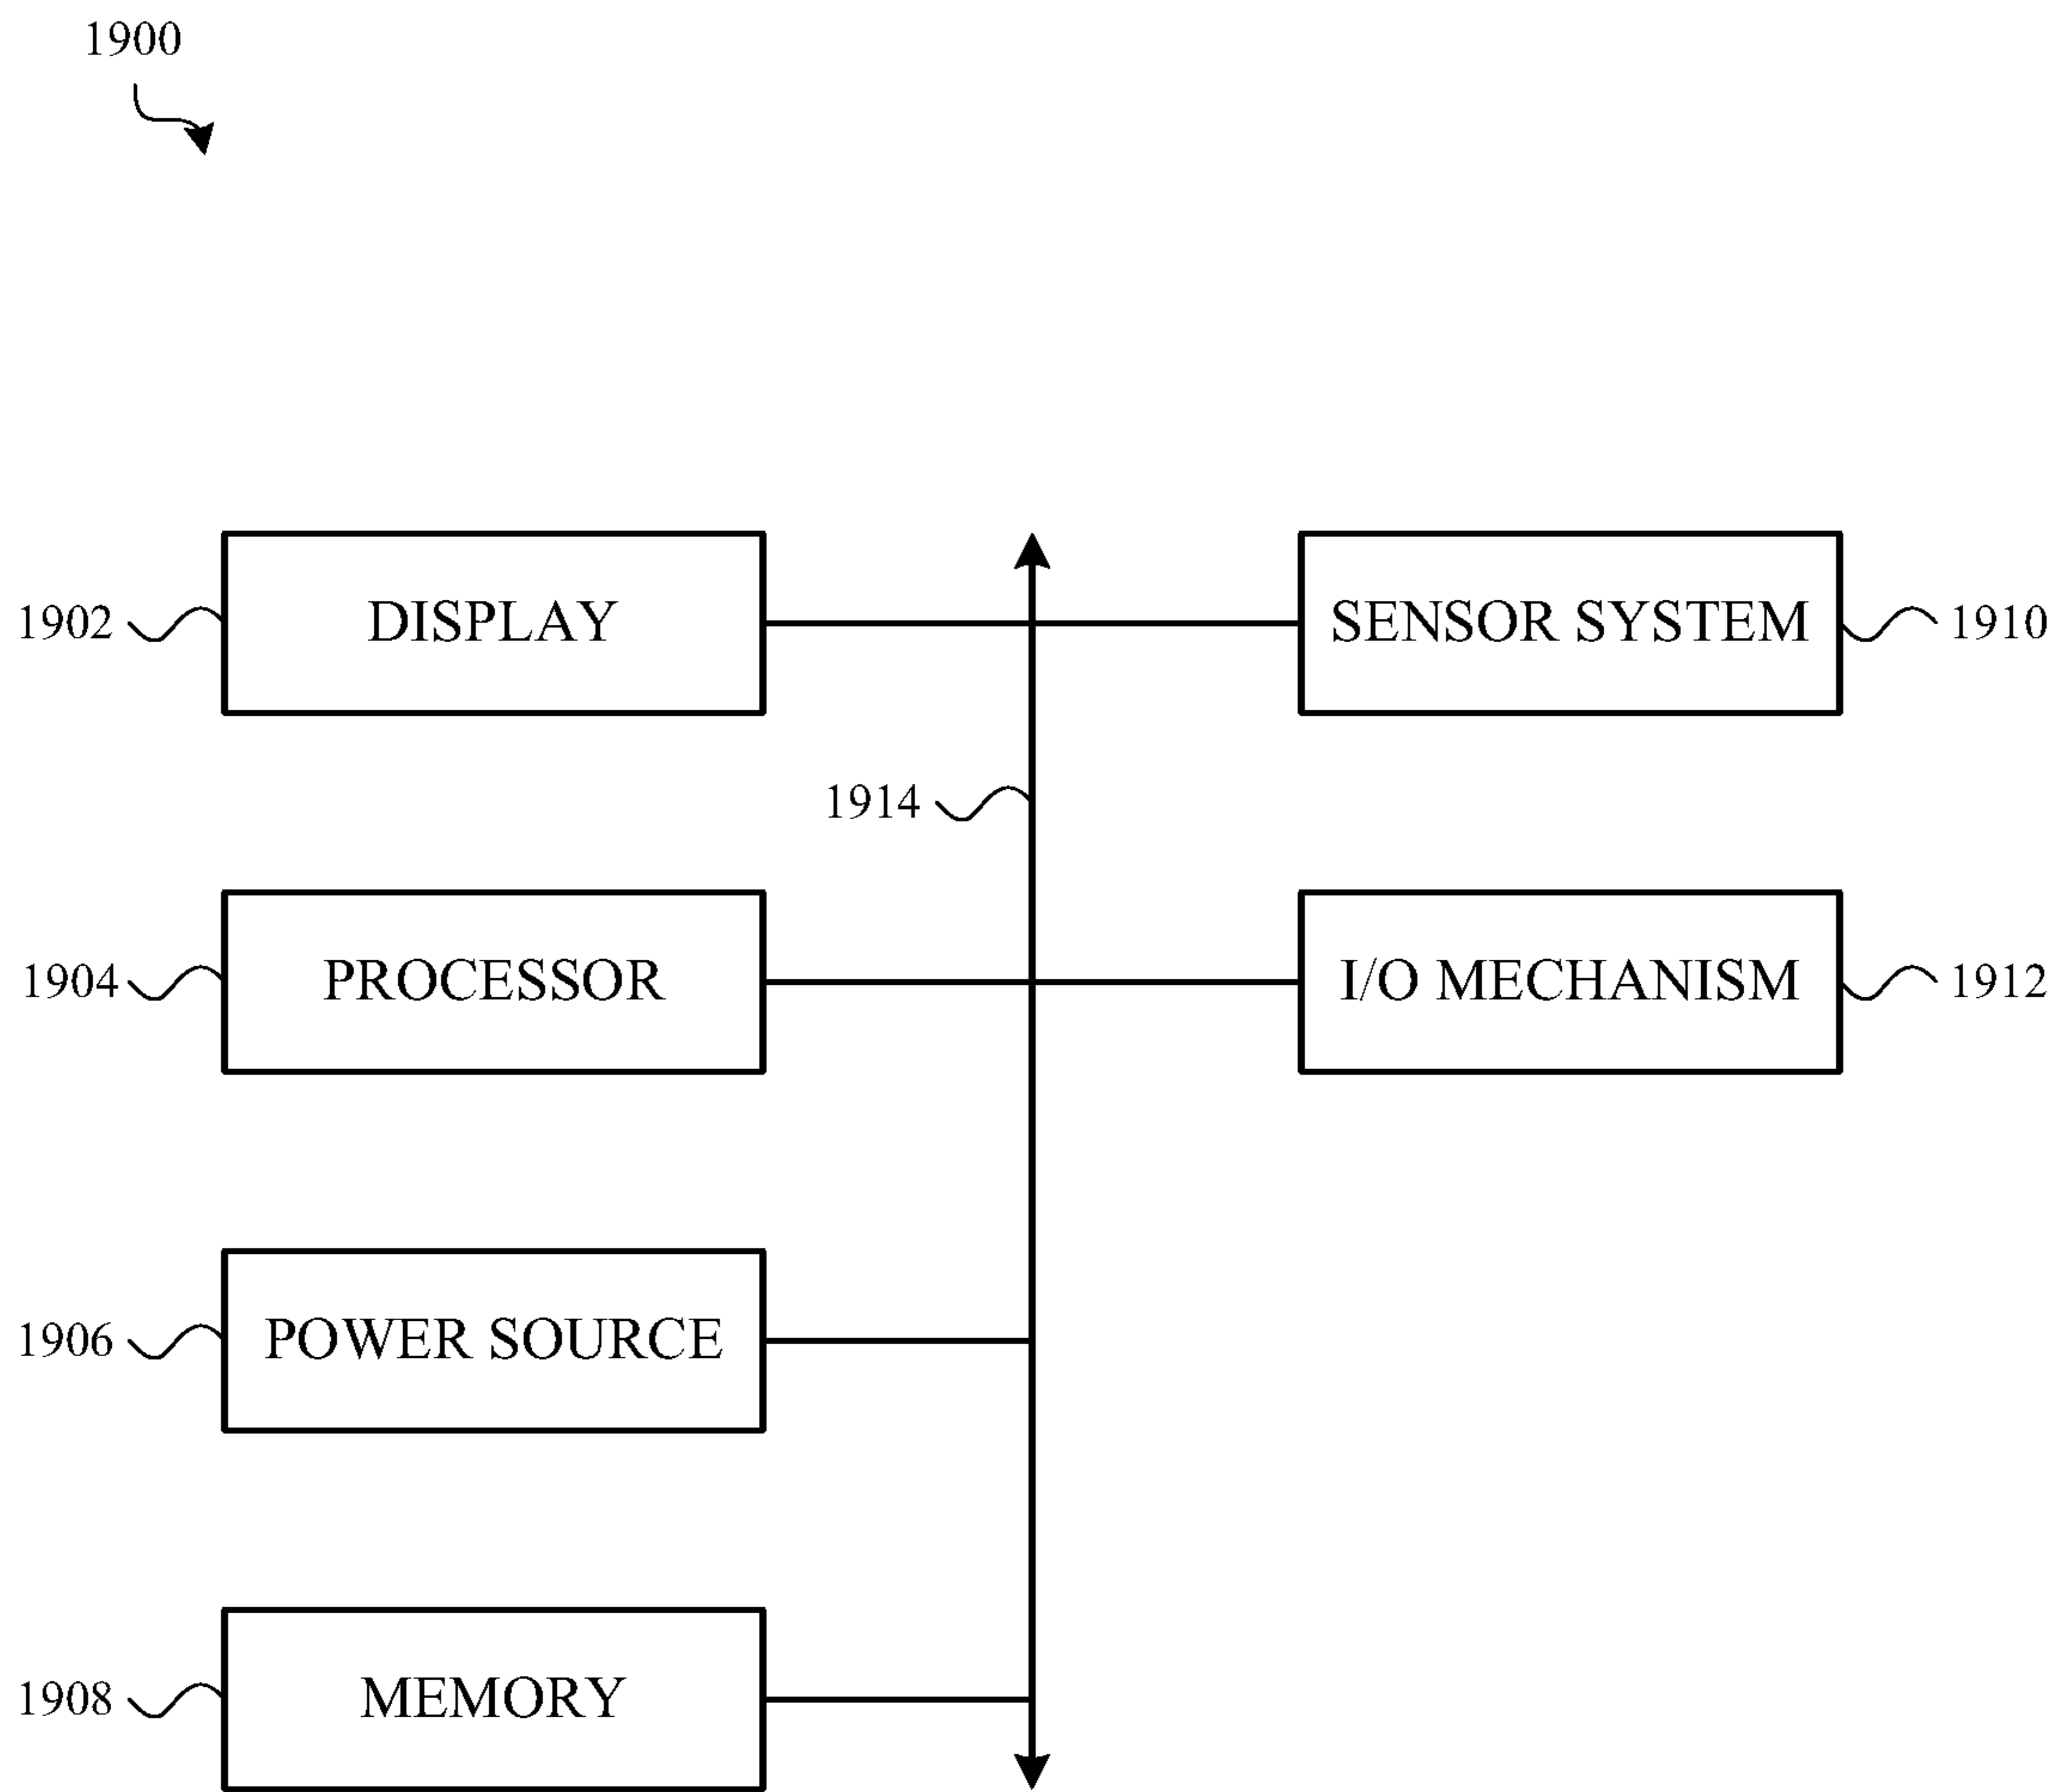 1900
1902 DISPLAY SENSOR SYSTEM 1910
1914
1904 PROCESSOR I/O MECHANISM 1912
1906 POWER SOURCE
1908 MEMORY